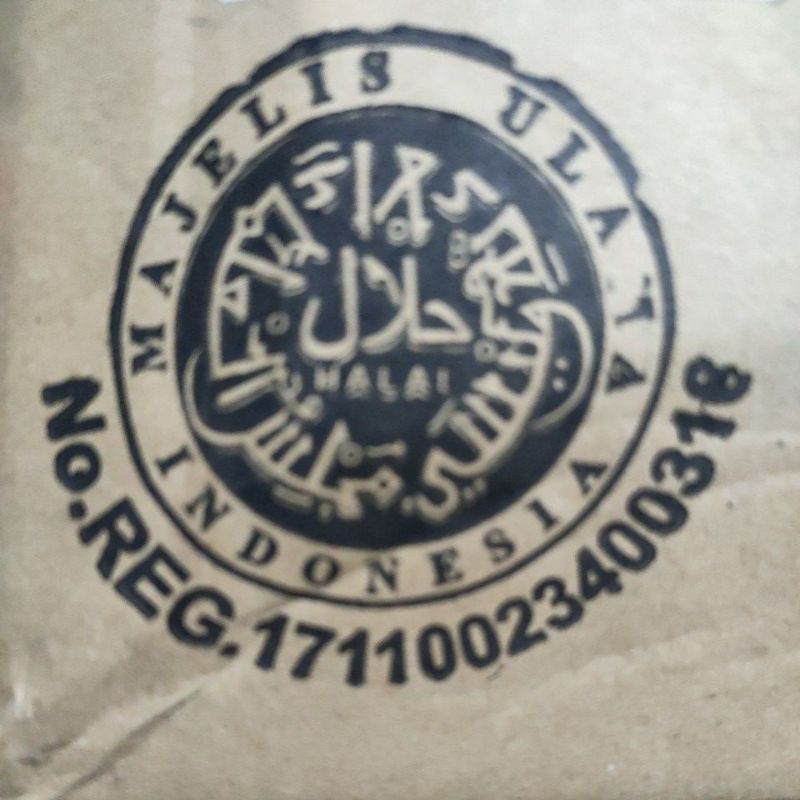 MAJELIS ULAMA
INDONESIA
حلال
HALAL
No.REG.17110023400318